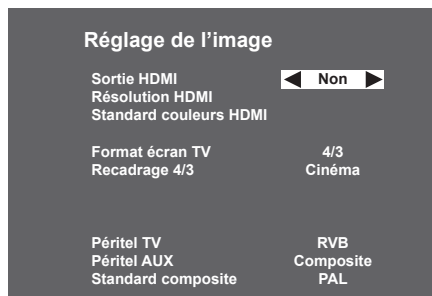 Réglage de l'image
Sortie HDMI Non
Résolution HDMI
Standard couleurs HDMI
Format écran TV 4/3
Recadrage 4/3 Cinéma
Péritel TV RVB
Péritel AUX Composite
Standard composite PAL